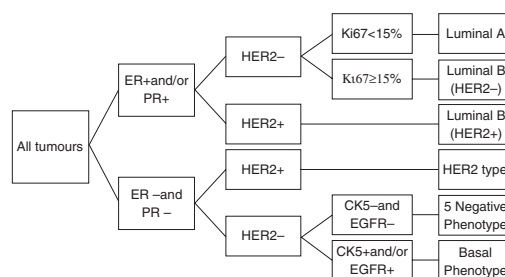 Ki67<15%
Luminal A
HER2–
ER+and/or
PR+
Kι67≥15%
Luminal B
(HER2–)
HER2+
Luminal B
(HER2+)
All tumours
HER2+
HER2 type
ER –and
PR –
CK5–and
EGFR–
5 Negative
Phenotype
HER2–
CK5+and/or
EGFR+
Basal
Phenotype